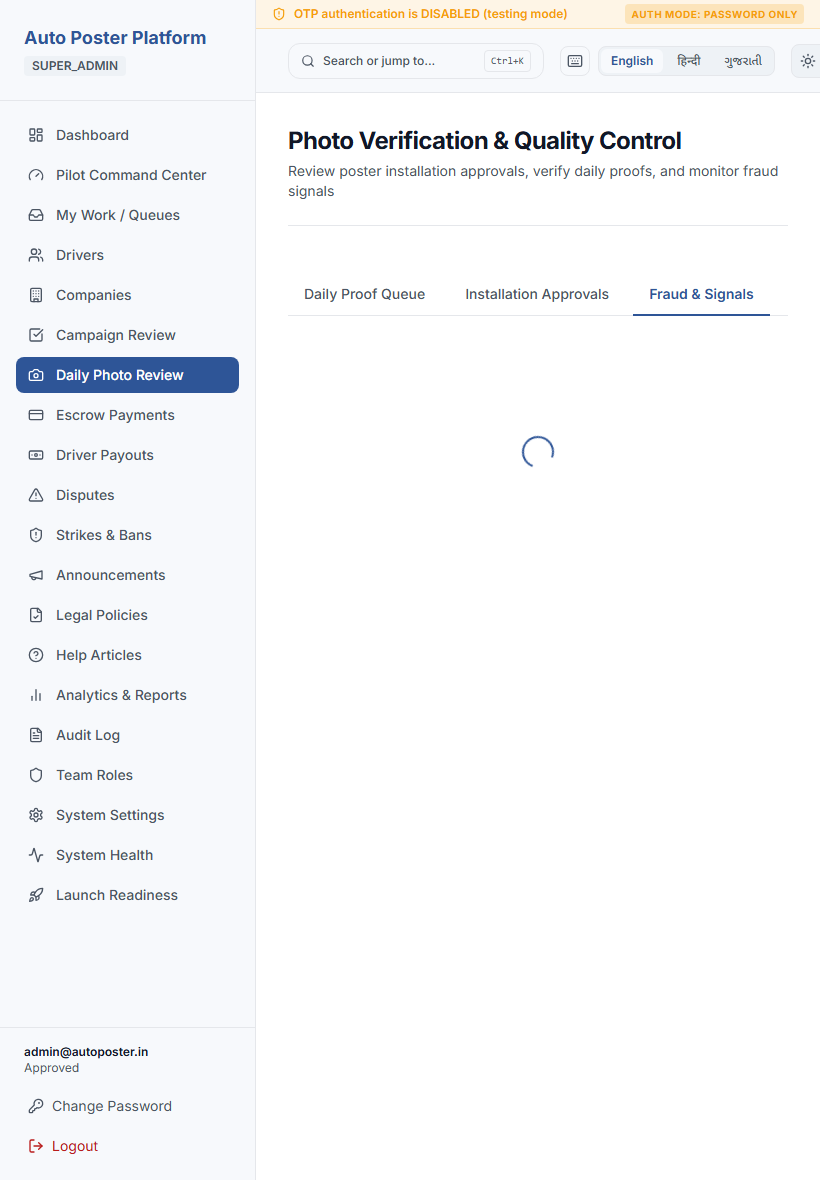 Auto Poster Platform
SUPER_ADMIN
Dashboard
Pilot Command Center
My Work / Queues
Drivers
Companies
Campaign Review
Daily Photo Review
Escrow Payments
Driver Payouts
Disputes
Strikes & Bans
Announcements
Legal Policies
Help Articles
Analytics & Reports
Audit Log
Team Roles
System Settings
System Health
Launch Readiness
admin@autoposter.in
Approved
Change Password
Logout
OTP authentication is DISABLED (testing mode)
AUTH MODE: PASSWORD ONLY
Search or jump to...
Ctrl+K
English
हिन्दी
ગુજરાતી
Photo Verification & Quality Control
Review poster installation approvals, verify daily proofs, and monitor fraud
signals
Daily Proof Queue
Installation Approvals
Fraud & Signals